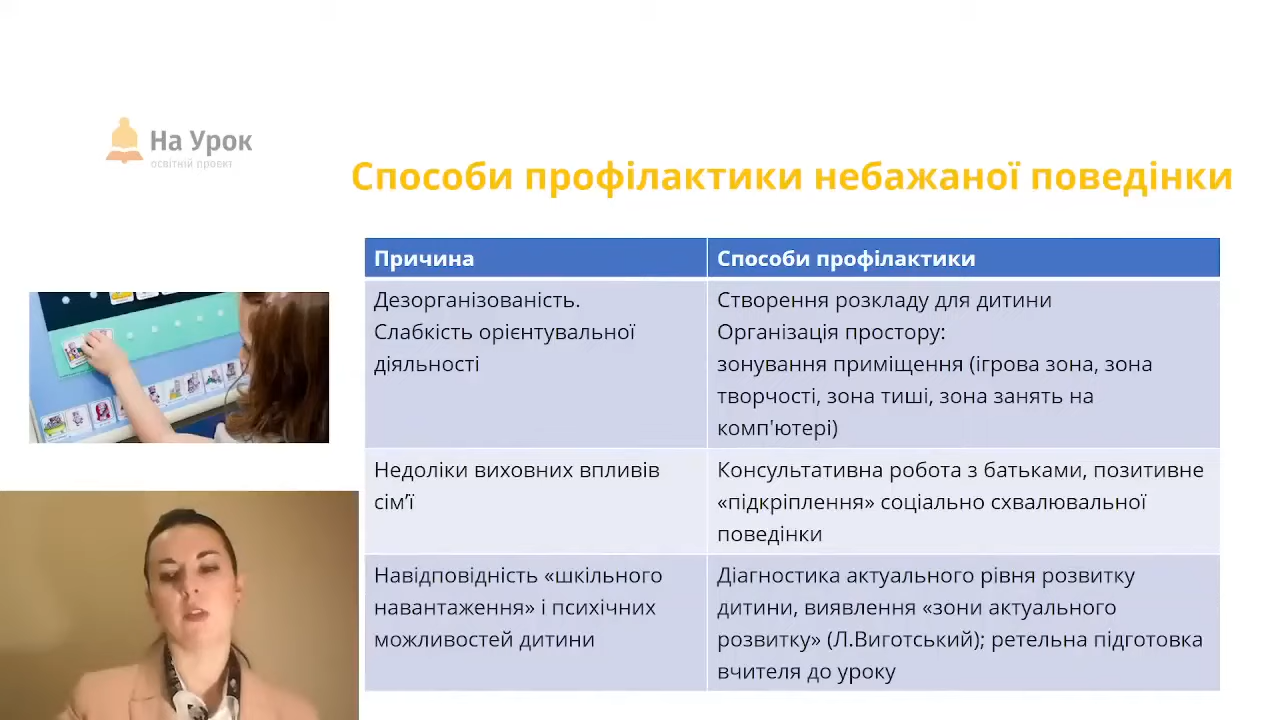 На Урок
освітній проект
Способи профілактики небажаної поведінки
Причина
Способи профілактики
Дезорганізованість.
Слабкість орієнтувальної
діяльності
Створення розкладу для дитини
Організація простору:
зонування приміщення (ігрова зона, зона
творчості, зона тиші, зона занять на
комп'ютері)
Недоліки виховних впливів
сім’ї
Консультативна робота з батьками, позитивне
«підкріплення» соціально схвалювальної
поведінки
Навідповідність «шкільного
навантаження» і психічних
можливостей дитини
Діагностика актуального рівня розвитку
дитини, виявлення «зони актуального
розвитку» (Л.Виготський); ретельна підготовка
вчителя до уроку